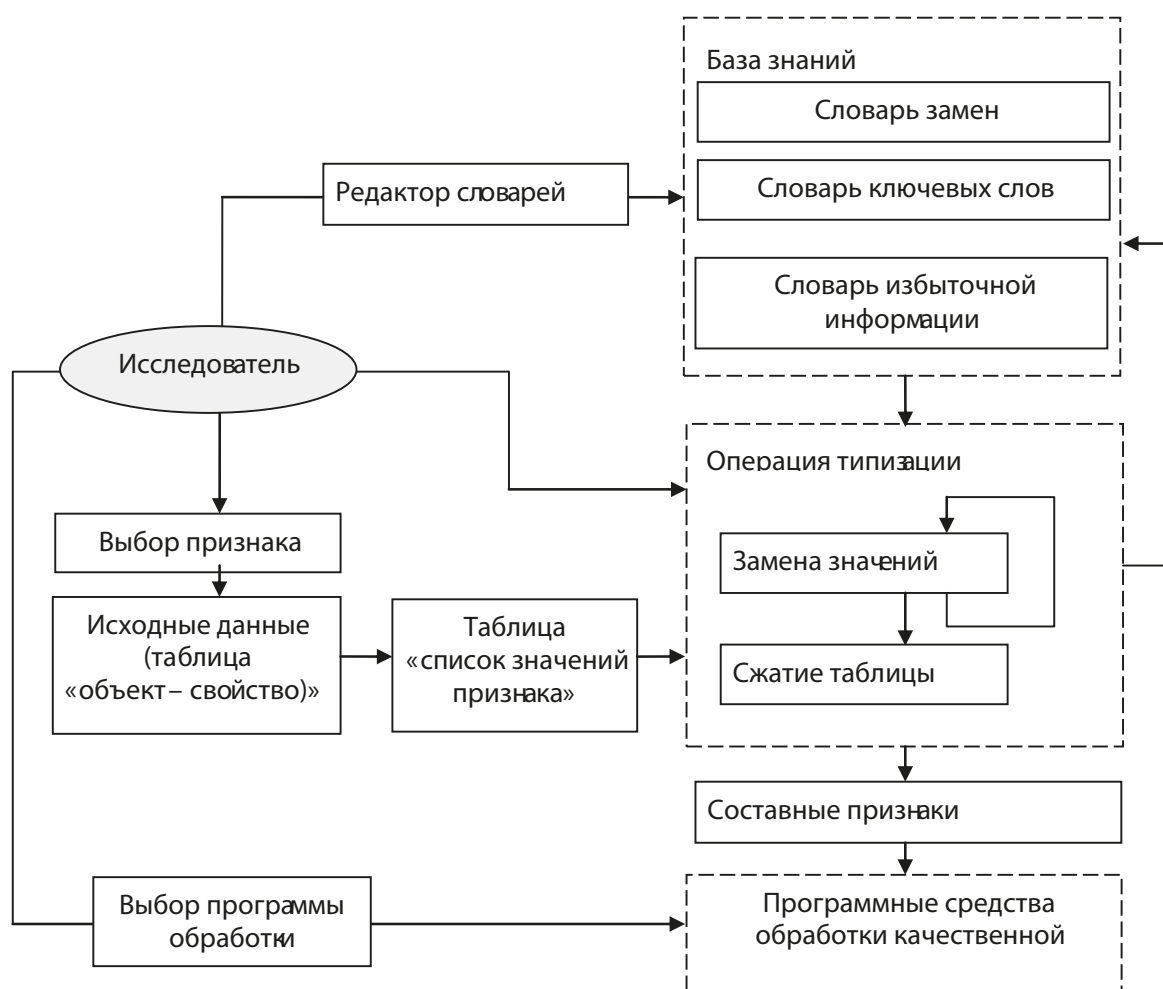 База знаний
Словарь замен
Редактор словарей
Словарь ключевых слов
Словарь избыточной
информации
Исследователь
Операция типизации
Выбор признака
Замена значений
Исходные данные
(таблица
«объект – свойство)»
Таблица
«список значений
признака»
Сжатие таблицы
Составные признаки
Выбор программы
обработки
Программные средства
обработки качественной